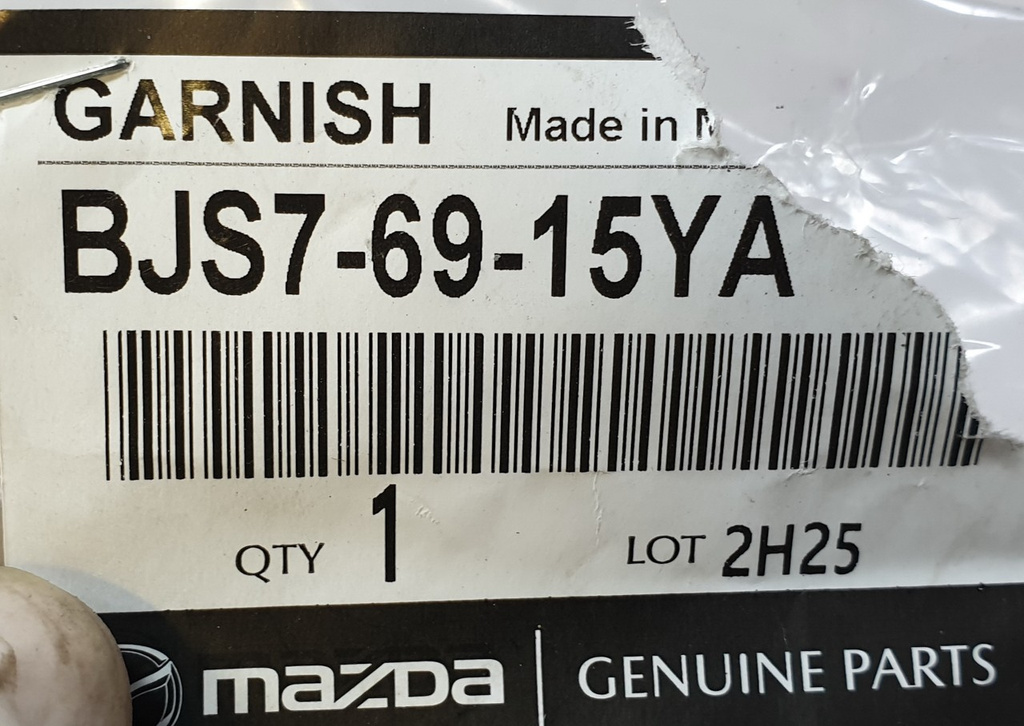 GARNISH Made in
BJS7-69-15YA
QTY 1 LOT 2H25
mazda GENUINE PARTS